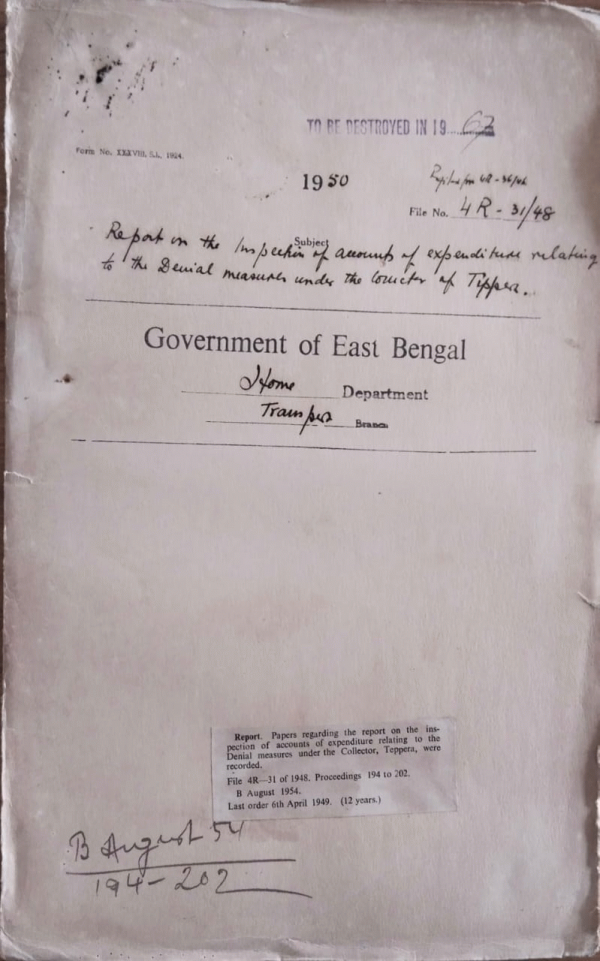 TO BE DESTROYED IN 19 67
Form No. XXXVIII, S.L. 1924.
1950
File No. 4R-31/48
Subject
Report on the Inspection of accounts of expenditure relating
to the Denial measures under the Collector of Tippera.
Government of East Bengal
Home Department
Branch
Report. Papers regarding the report on the ins-
pection of accounts of expenditure relating to the
Denial measures under the Collector, Teppera, were
recorded.
File 4R—31 of 1948. Proceedings 194 to 202.
B August 1954.
Last order 6th April 1949. (12 years.)
B August 54
194-202